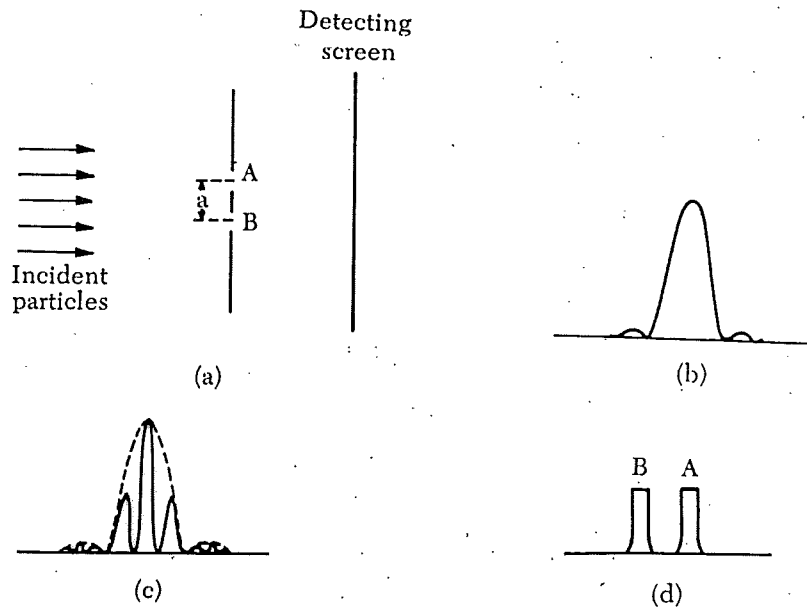 Detecting
screen
A
a
B
Incident
particles
(a)
(b)
B A
(c)
(d)